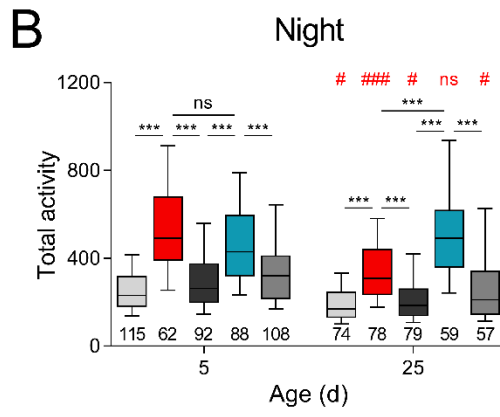 B
Night
1200
# ### # ns #
ns
***
*** *** *** ***
*** ***
800
*** ***
400
0
115 62 92 88 108 74 78 79 59 57
5 25
Total activity
Age (d)